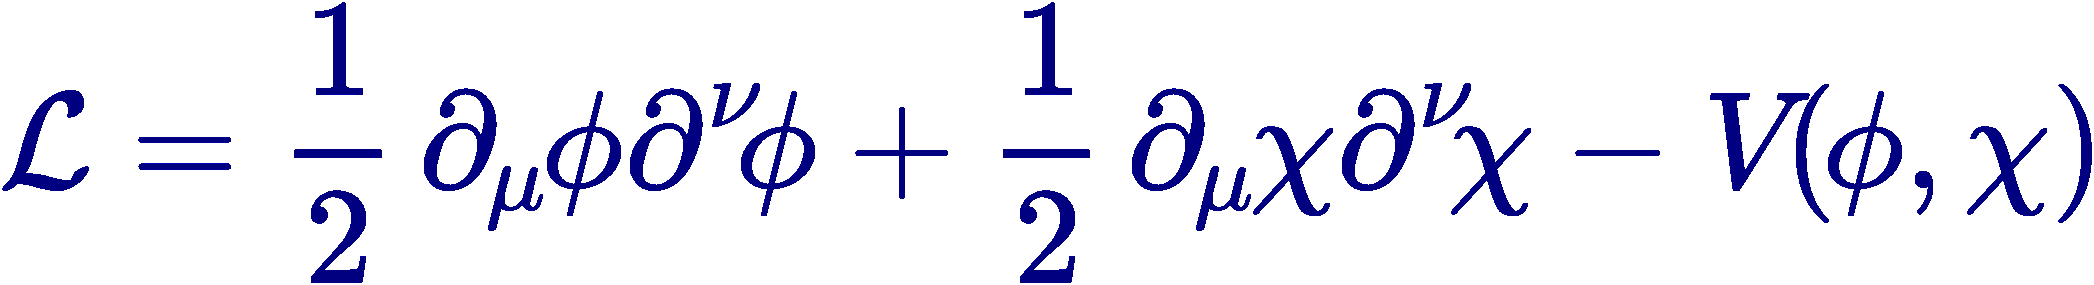 ℒ = 1/2 ∂_μϕ∂^νϕ + 1/2 ∂_μχ∂^νχ − V(ϕ, χ)